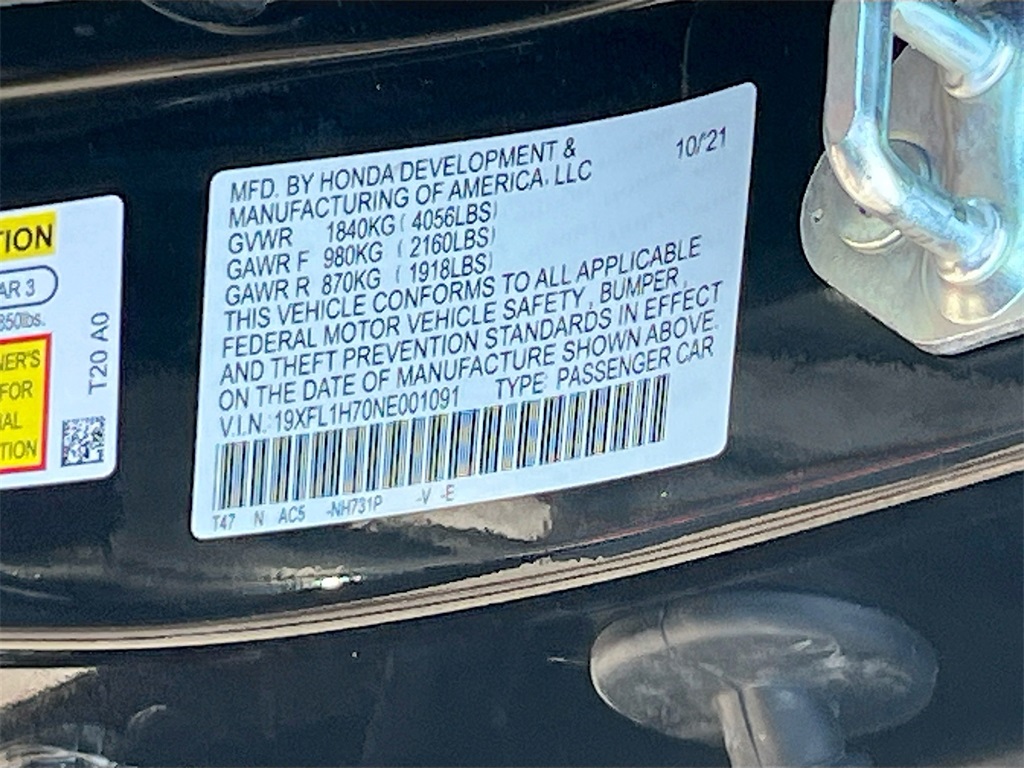 MFD. BY HONDA DEVELOPMENT & 10/'21
MANUFACTURING OF AMERICA, LLC
GVWR 1840KG ( 4056LBS)
GAWR F 980KG ( 2160LBS)
GAWR R 870KG ( 1918LBS)
THIS VEHICLE CONFORMS TO ALL APPLICABLE
FEDERAL MOTOR VEHICLE SAFETY, BUMPER,
AND THEFT PREVENTION STANDARDS IN EFFECT
ON THE DATE OF MANUFACTURE SHOWN ABOVE.
V.I.N.: 19XFL1H70NE001091 TYPE: PASSENGER CAR
T47 N AC5 -NH731P -V -E
TION
AR 3
850lbs.
NER'S
FOR
IAL
TION
T20 A0